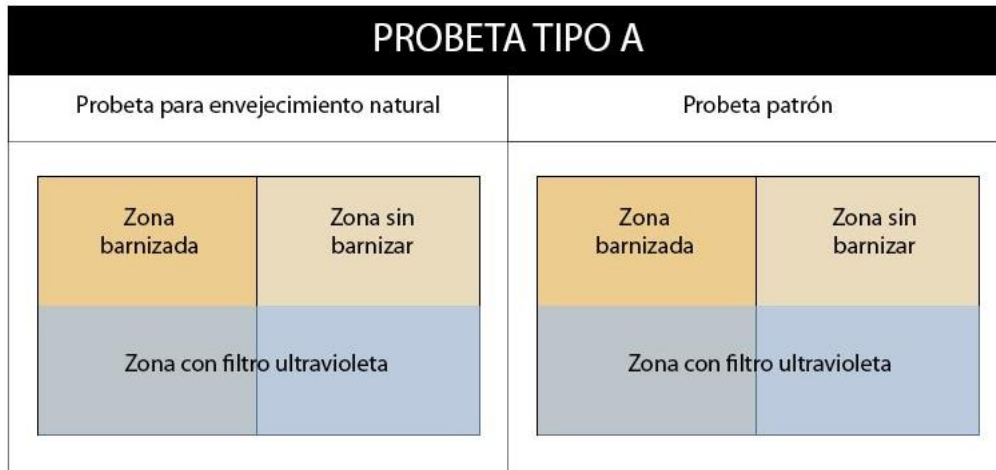 PROBETA TIPO A
Probeta para envejecimiento natural
Probeta patrón
Zona
barnizada
Zona sin
barnizar
Zona con filtro ultravioleta
Zona
barnizada
Zona sin
barnizar
Zona con filtro ultravioleta